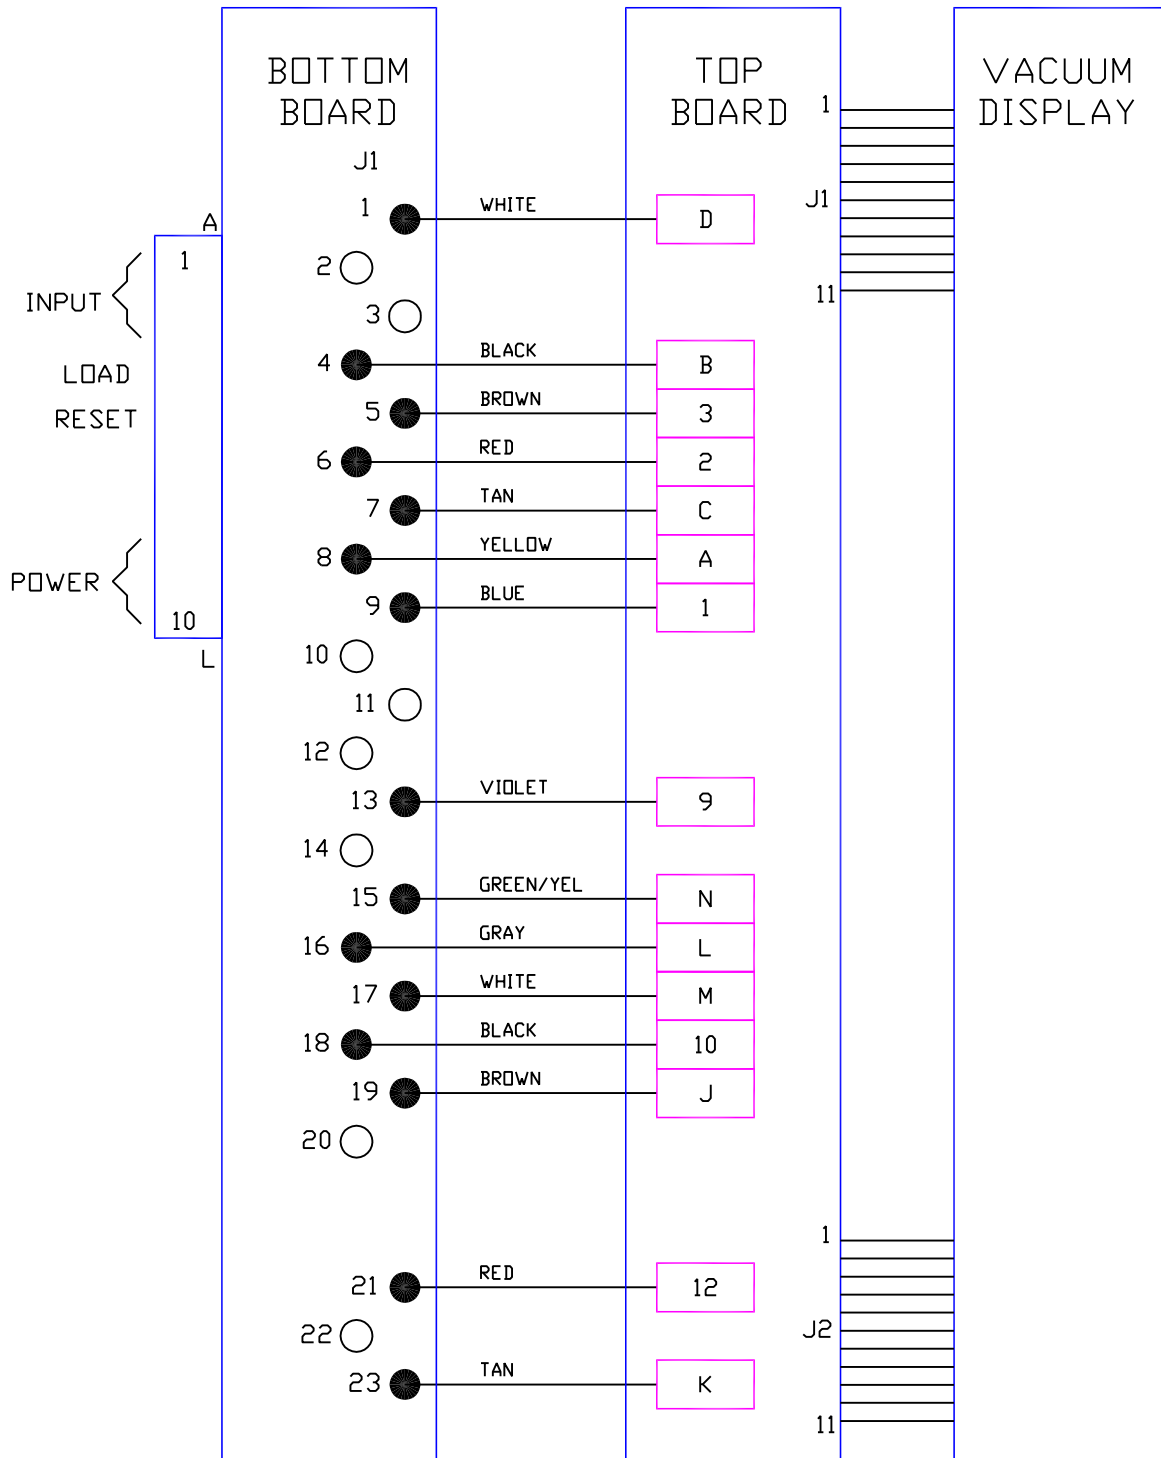 BOTTOM
BOARD
TOP
BOARD
VACUUM
DISPLAY
J1
A
1
INPUT
LOAD
RESET
POWER
10
L
1 WHITE D
2
3
4 BLACK B
5 BROWN 3
6 RED 2
7 TAN C
8 YELLOW A
9 BLUE 1
10
11
12
13 VIOLET 9
14
15 GREEN/YEL N
16 GRAY L
17 WHITE M
18 BLACK 10
19 BROWN J
20
21 RED 12
22
23 TAN K
1
J1
11
1
J2
11